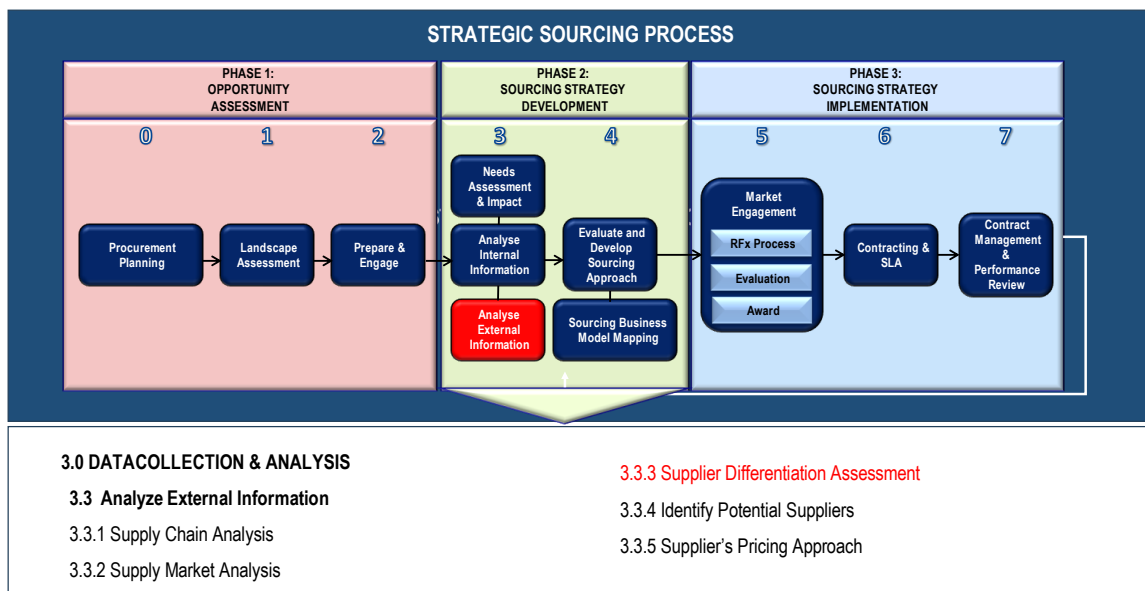 STRATEGIC SOURCING PROCESS
PHASE 1:
OPPORTUNITY
ASSESSMENT
PHASE 2:
SOURCING STRATEGY
DEVELOPMENT
PHASE 3:
SOURCING STRATEGY
IMPLEMENTATION
0
1
2
3
4
5
6
7
Procurement
Planning
Landscape
Assessment
Prepare &
Engage
Needs
Assessment
& Impact
Analyse
Internal
Information
Analyse
External
Information
Evaluate and
Develop
Sourcing
Approach
Sourcing Business
Model Mapping
Market
Engagement
RFx Process
Evaluation
Award
Contracting &
SLA
Contract
Management
&
Performance
Review
3.0 DATACOLLECTION & ANALYSIS
3.3 Analyze External Information
3.3.1 Supply Chain Analysis
3.3.2 Supply Market Analysis
3.3.3 Supplier Differentiation Assessment
3.3.4 Identify Potential Suppliers
3.3.5 Supplier's Pricing Approach